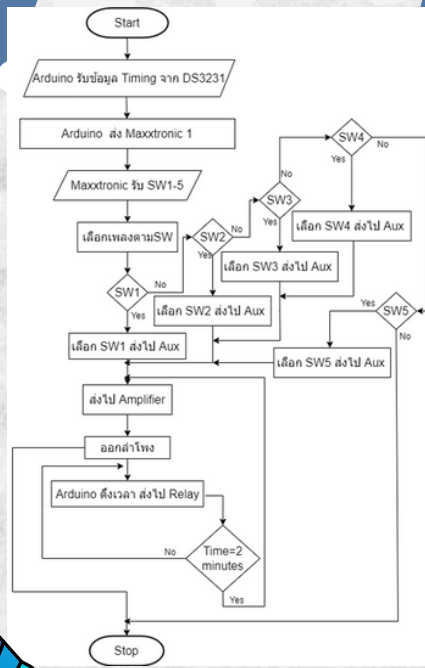 Start
Arduino รับข้อมูล Timing จาก DS3231
Arduino ส่ง Maxxtronic 1
Maxxtronic รับ SW1-5
เลือกเพลงตามSW
SW1
No
Yes
เลือก SW1 ส่งไป Aux
SW2
No
Yes
เลือก SW2 ส่งไป Aux
SW3
No
Yes
เลือก SW3 ส่งไป Aux
SW4
No
Yes
เลือก SW4 ส่งไป Aux
SW5
Yes
No
เลือก SW5 ส่งไป Aux
ส่งไป Amplifier
ออกลำโพง
Arduino ดึงเวลา ส่งไป Relay
Time=2
minutes
No
Yes
Stop